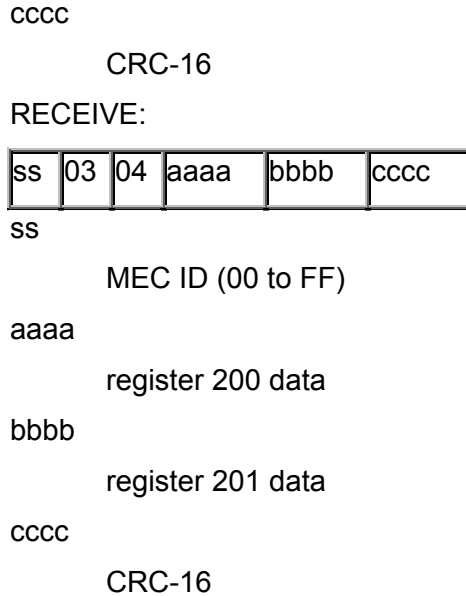 cccc
CRC-16
RECEIVE:
ss 03 04 aaaa bbbb cccc
ss
MEC ID (00 to FF)
aaaa
register 200 data
bbbb
register 201 data
cccc
CRC-16